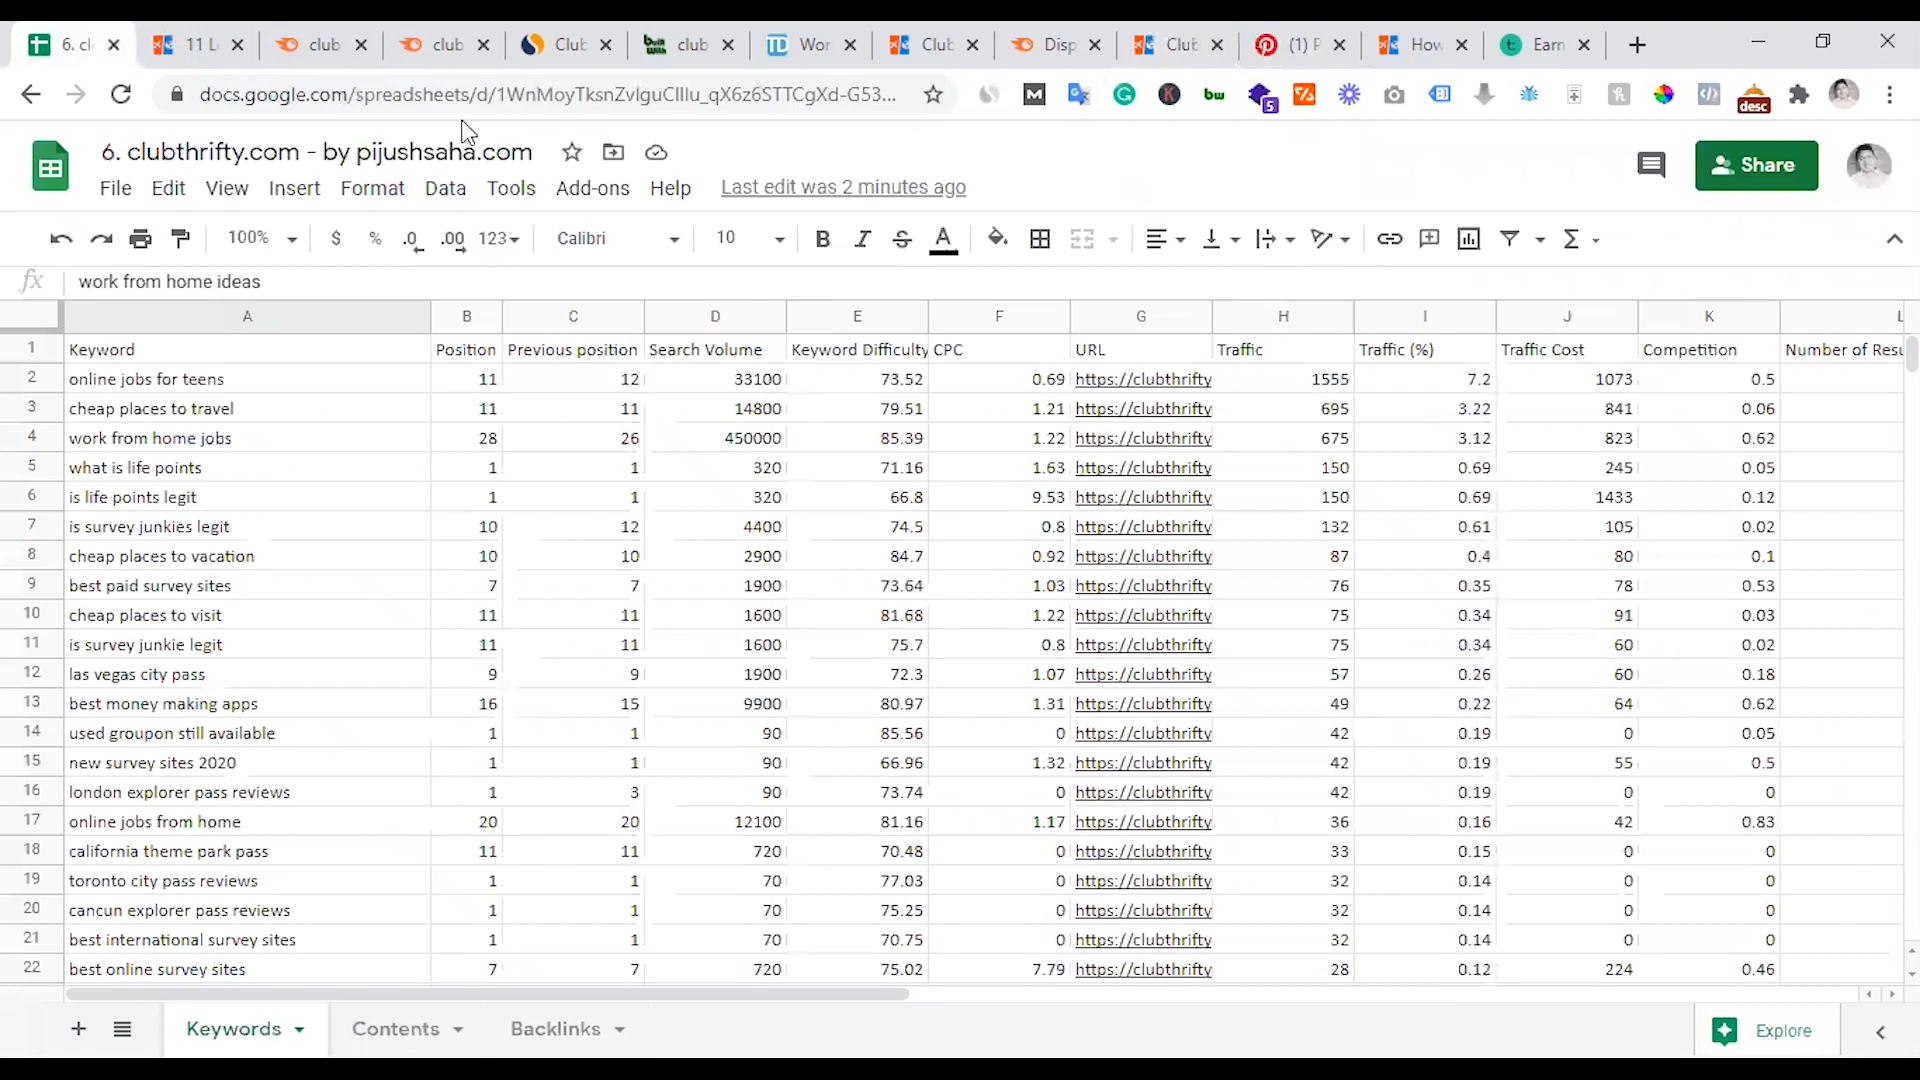 6. cl
11 L
club
club
Club
built With
club
TD
Wor
Club
Disp
Club
(1) P
How
t
Earn
docs.google.com/spreadsheets/d/1WnMoyTksnZvlguClllu_qX6z6STTCgXd-G53...
M
K
bw
5
desc
6. clubthrifty.com - by pijushsaha.com
File Edit View Insert Format Data Tools Add-ons Help Last edit was 2 minutes ago
Share
100% $ % .0 .00 123 Calibri 10 B I S A Σ
fx work from home ideas
A B C D E F G H I J K L
1 Keyword Position Previous position Search Volume Keyword Difficulty CPC URL Traffic Traffic (%) Traffic Cost Competition Number of Resu
2 online jobs for teens 11 12 33100 73.52 0.69 https://clubthrifty 1555 7.2 1073 0.5
3 cheap places to travel 11 11 14800 79.51 1.21 https://clubthrifty 695 3.22 841 0.06
4 work from home jobs 28 26 450000 85.39 1.22 https://clubthrifty 675 3.12 823 0.62
5 what is life points 1 1 320 71.16 1.63 https://clubthrifty 150 0.69 245 0.05
6 is life points legit 1 1 320 66.8 9.53 https://clubthrifty 150 0.69 1433 0.12
7 is survey junkies legit 10 12 4400 74.5 0.8 https://clubthrifty 132 0.61 105 0.02
8 cheap places to vacation 10 10 2900 84.7 0.92 https://clubthrifty 87 0.4 80 0.1
9 best paid survey sites 7 7 1900 73.64 1.03 https://clubthrifty 76 0.35 78 0.53
10 cheap places to visit 11 11 1600 81.68 1.22 https://clubthrifty 75 0.34 91 0.03
11 is survey junkie legit 11 11 1600 75.7 0.8 https://clubthrifty 75 0.34 60 0.02
12 las vegas city pass 9 9 1900 72.3 1.07 https://clubthrifty 57 0.26 60 0.18
13 best money making apps 16 15 9900 80.97 1.31 https://clubthrifty 49 0.22 64 0.62
14 used groupon still available 1 1 90 85.56 0 https://clubthrifty 42 0.19 0 0.05
15 new survey sites 2020 1 1 90 66.96 1.32 https://clubthrifty 42 0.19 55 0.5
16 london explorer pass reviews 1 3 90 73.74 0 https://clubthrifty 42 0.19 0 0
17 online jobs from home 20 20 12100 81.16 1.17 https://clubthrifty 36 0.16 42 0.83
18 california theme park pass 11 11 720 70.48 0 https://clubthrifty 33 0.15 0 0
19 toronto city pass reviews 1 1 70 77.03 0 https://clubthrifty 32 0.14 0 0
20 cancun explorer pass reviews 1 1 70 75.25 0 https://clubthrifty 32 0.14 0 0
21 best international survey sites 1 1 70 70.75 0 https://clubthrifty 32 0.14 0 0
22 best online survey sites 7 7 720 75.02 7.79 https://clubthrifty 28 0.12 224 0.46
Keywords Contents Backlinks Explore